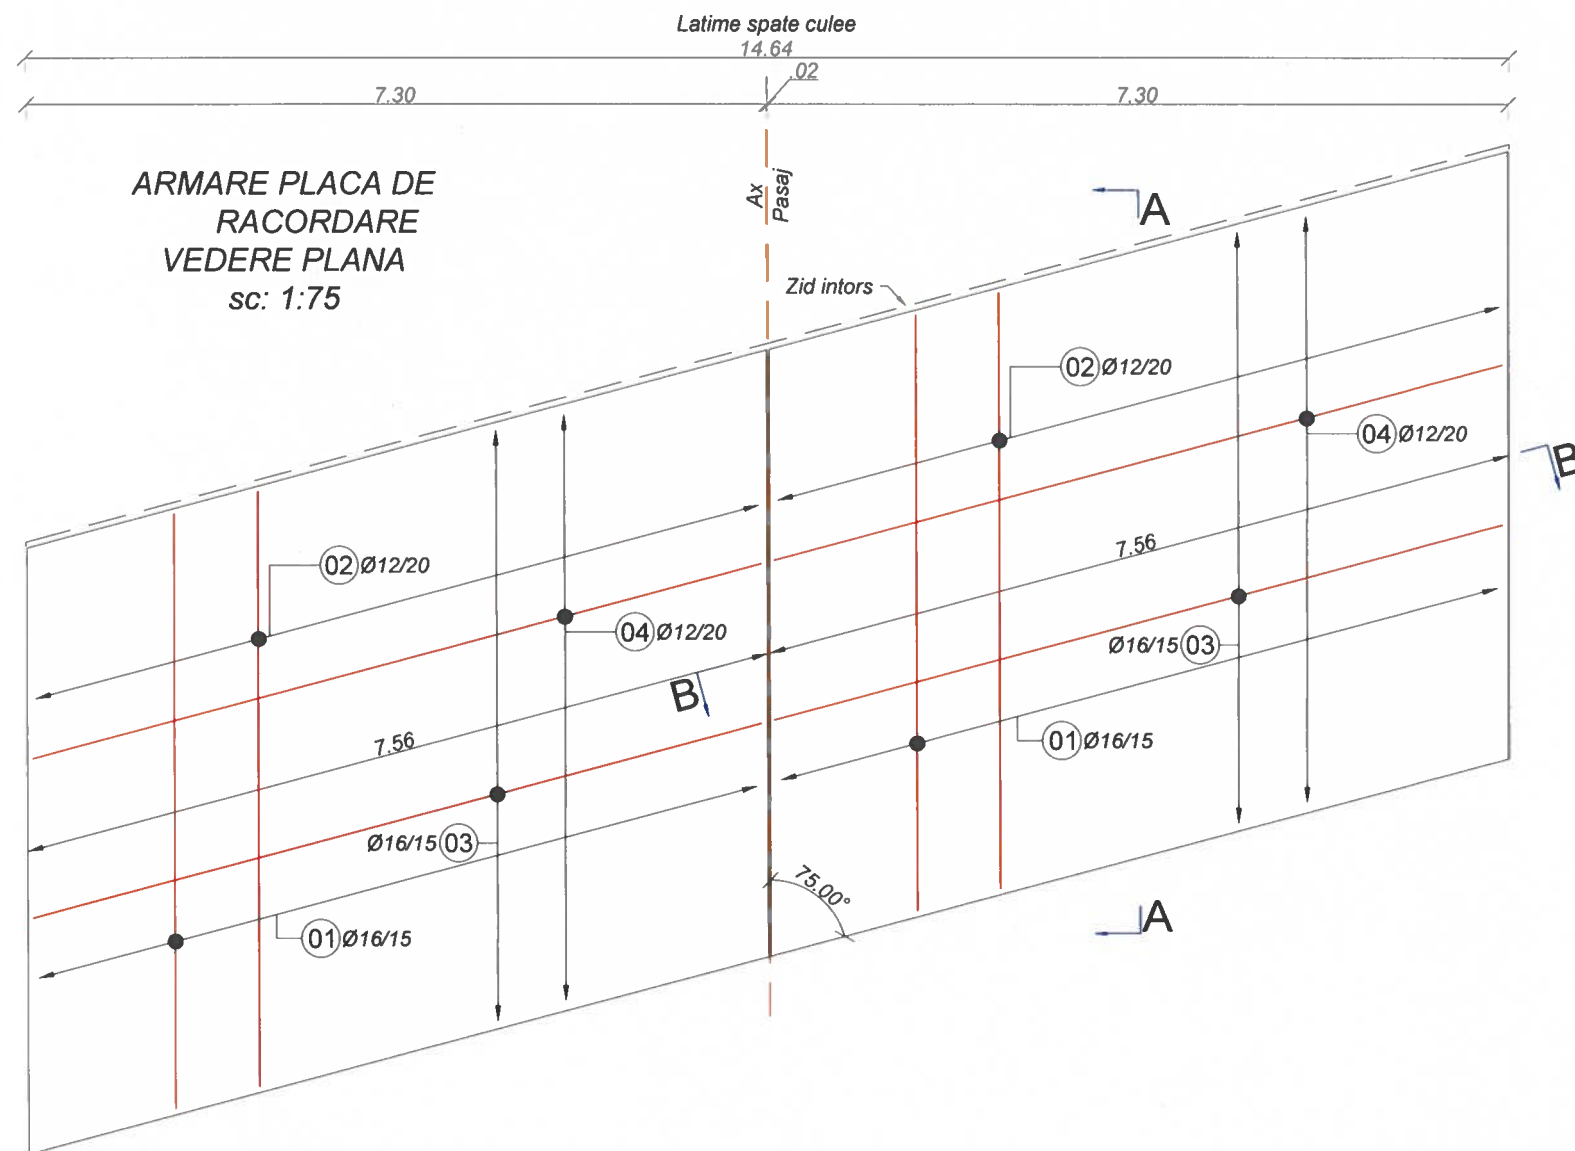 Latime spate culee
14.64
.02
7.30
7.30
ARMARE PLACA DE
RACORDARE
VEDERE PLANA
sc: 1:75
Ax
Pasaj
A
Zid intors
02 Ø12/20
04 Ø12/20
B
02 Ø12/20
7.56
04 Ø12/20
Ø16/15 03
B
7.56
01 Ø16/15
Ø16/15 03
75.00°
A
01 Ø16/15